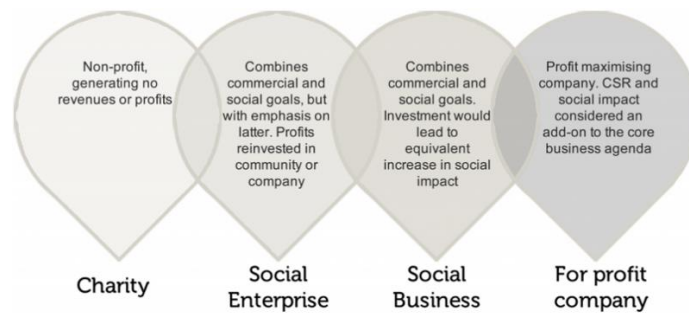 Non-profit,
generating no
revenues or profits
Combines
commercial and
social goals, but
with emphasis on
latter. Profits
reinvested in
community or
company
Combines
commercial and
social goals.
Investment would
lead to
equivalent
increase in social
impact
Profit maximising
company. CSR and
social impact
considered an
add-on to the core
business agenda
Charity
Social
Enterprise
Social
Business
For profit
company